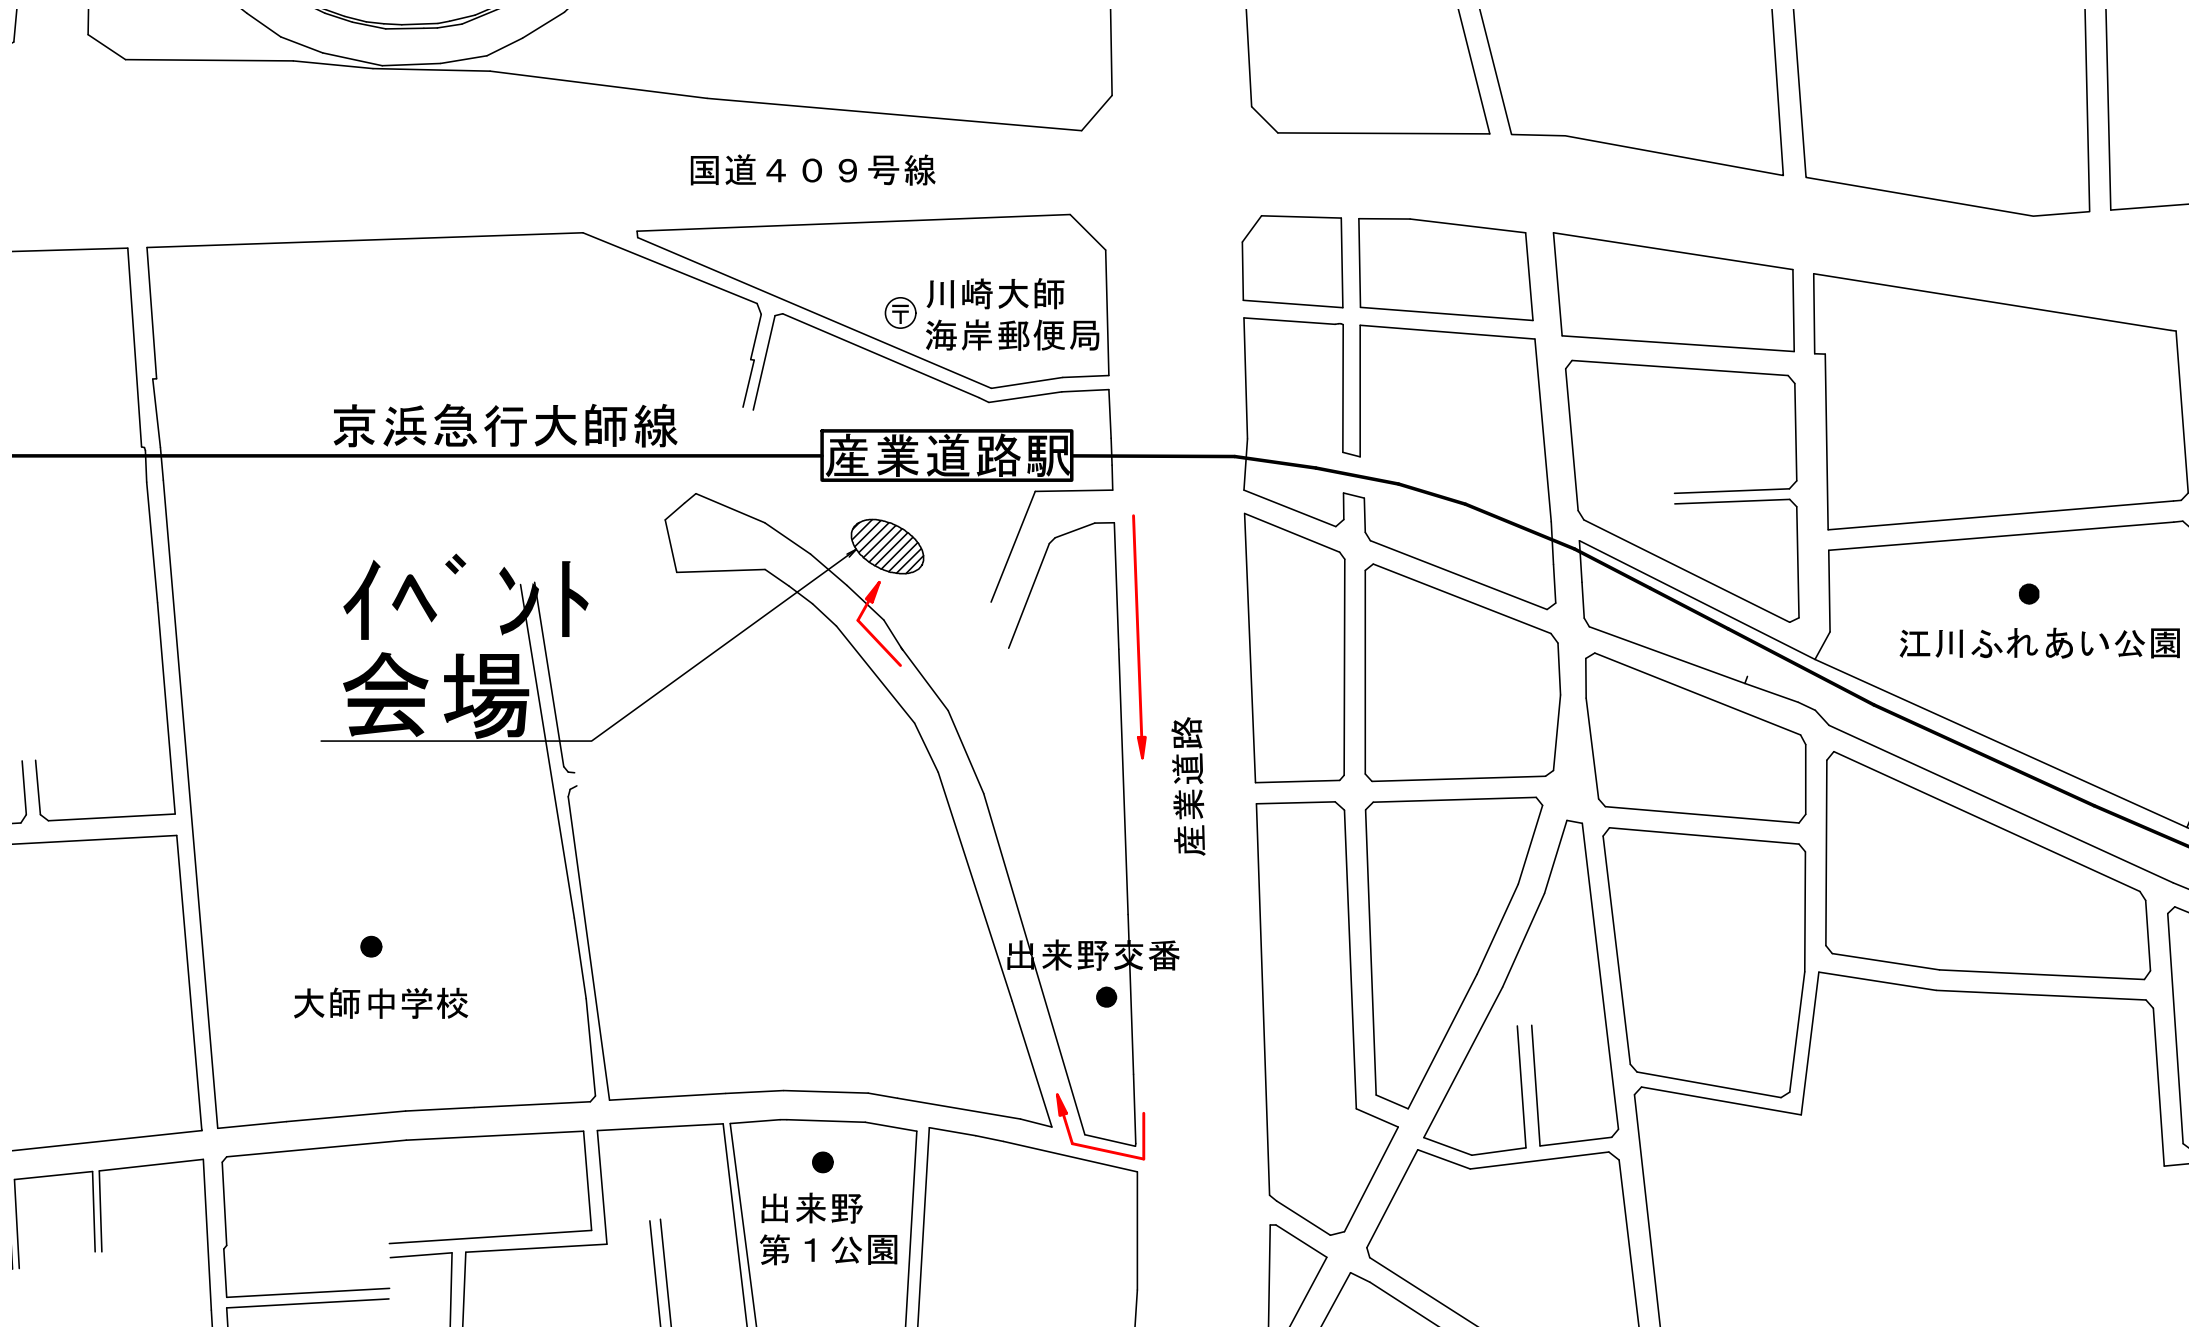 国道４０９号線
〒
川崎大師
海岸郵便局
京浜急行大師線
産業道路駅
ｲﾍﾞﾝﾄ
会場
江川ふれあい公園
産業道路
出来野交番
大師中学校
出来野
第１公園